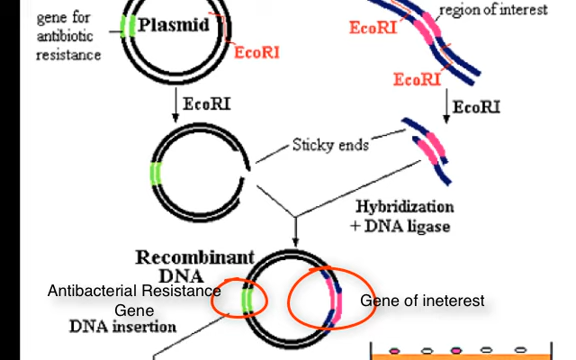 gene for
antibiotic
resistance
Plasmid
EcoRI
region of interest
EcoRI
EcoRI
EcoRI
EcoRI
Sticky ends
Hybridization
+ DNA ligase
Recombinant
DNA
Antibacterial Resistance
Gene
Gene of ineterest
DNA insertion